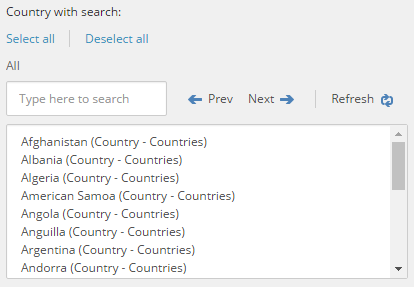 Country with search:
Select all
Deselect all
All
Type here to search
Prev
Next
Refresh
Afghanistan (Country - Countries)
Albania (Country - Countries)
Algeria (Country - Countries)
American Samoa (Country - Countries)
Angola (Country - Countries)
Anguilla (Country - Countries)
Argentina (Country - Countries)
Andorra (Country - Countries)